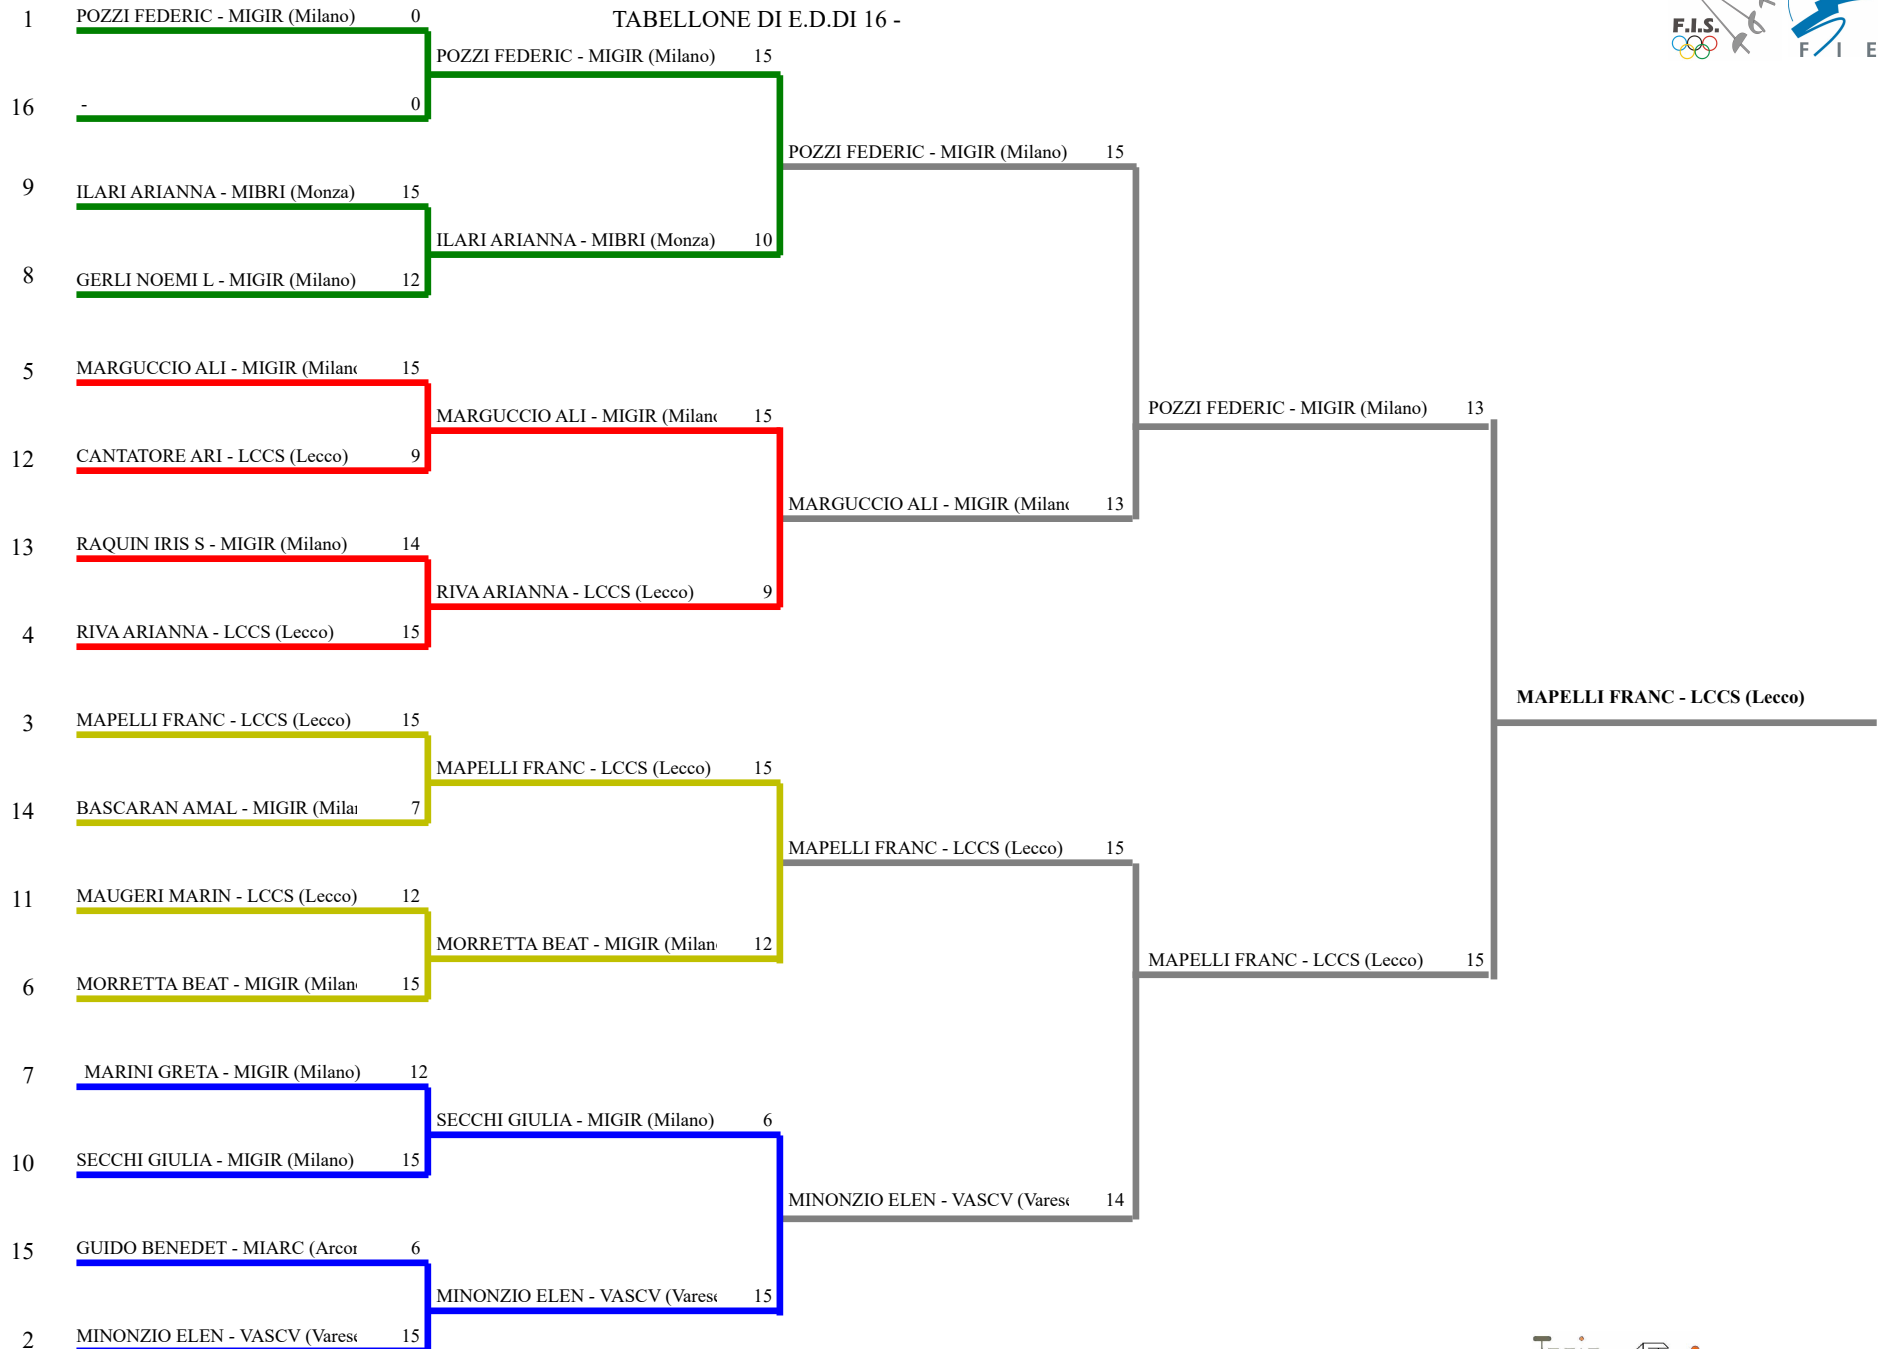 TABELLONE DI E.D.DI 16 -
F.I.S.
F I E
1 POZZI FEDERIC - MIGIR (Milano) 0
POZZI FEDERIC - MIGIR (Milano) 15
16 - 0
POZZI FEDERIC - MIGIR (Milano) 15
9 ILARI ARIANNA - MIBRI (Monza) 15
ILARI ARIANNA - MIBRI (Monza) 10
8 GERLI NOEMI L - MIGIR (Milano) 12
5 MARGUCCIO ALI - MIGIR (Milano 15
MARGUCCIO ALI - MIGIR (Milano 15
POZZI FEDERIC - MIGIR (Milano) 13
12 CANTATORE ARI - LCCS (Lecco) 9
MARGUCCIO ALI - MIGIR (Milano 13
13 RAQUIN IRIS S - MIGIR (Milano) 14
RIVA ARIANNA - LCCS (Lecco) 9
4 RIVA ARIANNA - LCCS (Lecco) 15
MAPELLI FRANC - LCCS (Lecco)
3 MAPELLI FRANC - LCCS (Lecco) 15
MAPELLI FRANC - LCCS (Lecco) 15
14 BASCARAN AMAL - MIGIR (Milan 7
MAPELLI FRANC - LCCS (Lecco) 15
11 MAUGERI MARIN - LCCS (Lecco) 12
MORRETTA BEAT - MIGIR (Milan 12
MAPELLI FRANC - LCCS (Lecco) 15
6 MORRETTA BEAT - MIGIR (Milan 15
7 MARINI GRETA - MIGIR (Milano) 12
SECCHI GIULIA - MIGIR (Milano) 6
10 SECCHI GIULIA - MIGIR (Milano) 15
MINONZIO ELEN - VASCV (Varese 14
15 GUIDO BENEDET - MIARC (Arcor 6
MINONZIO ELEN - VASCV (Varese 15
2 MINONZIO ELEN - VASCV (Varese 15